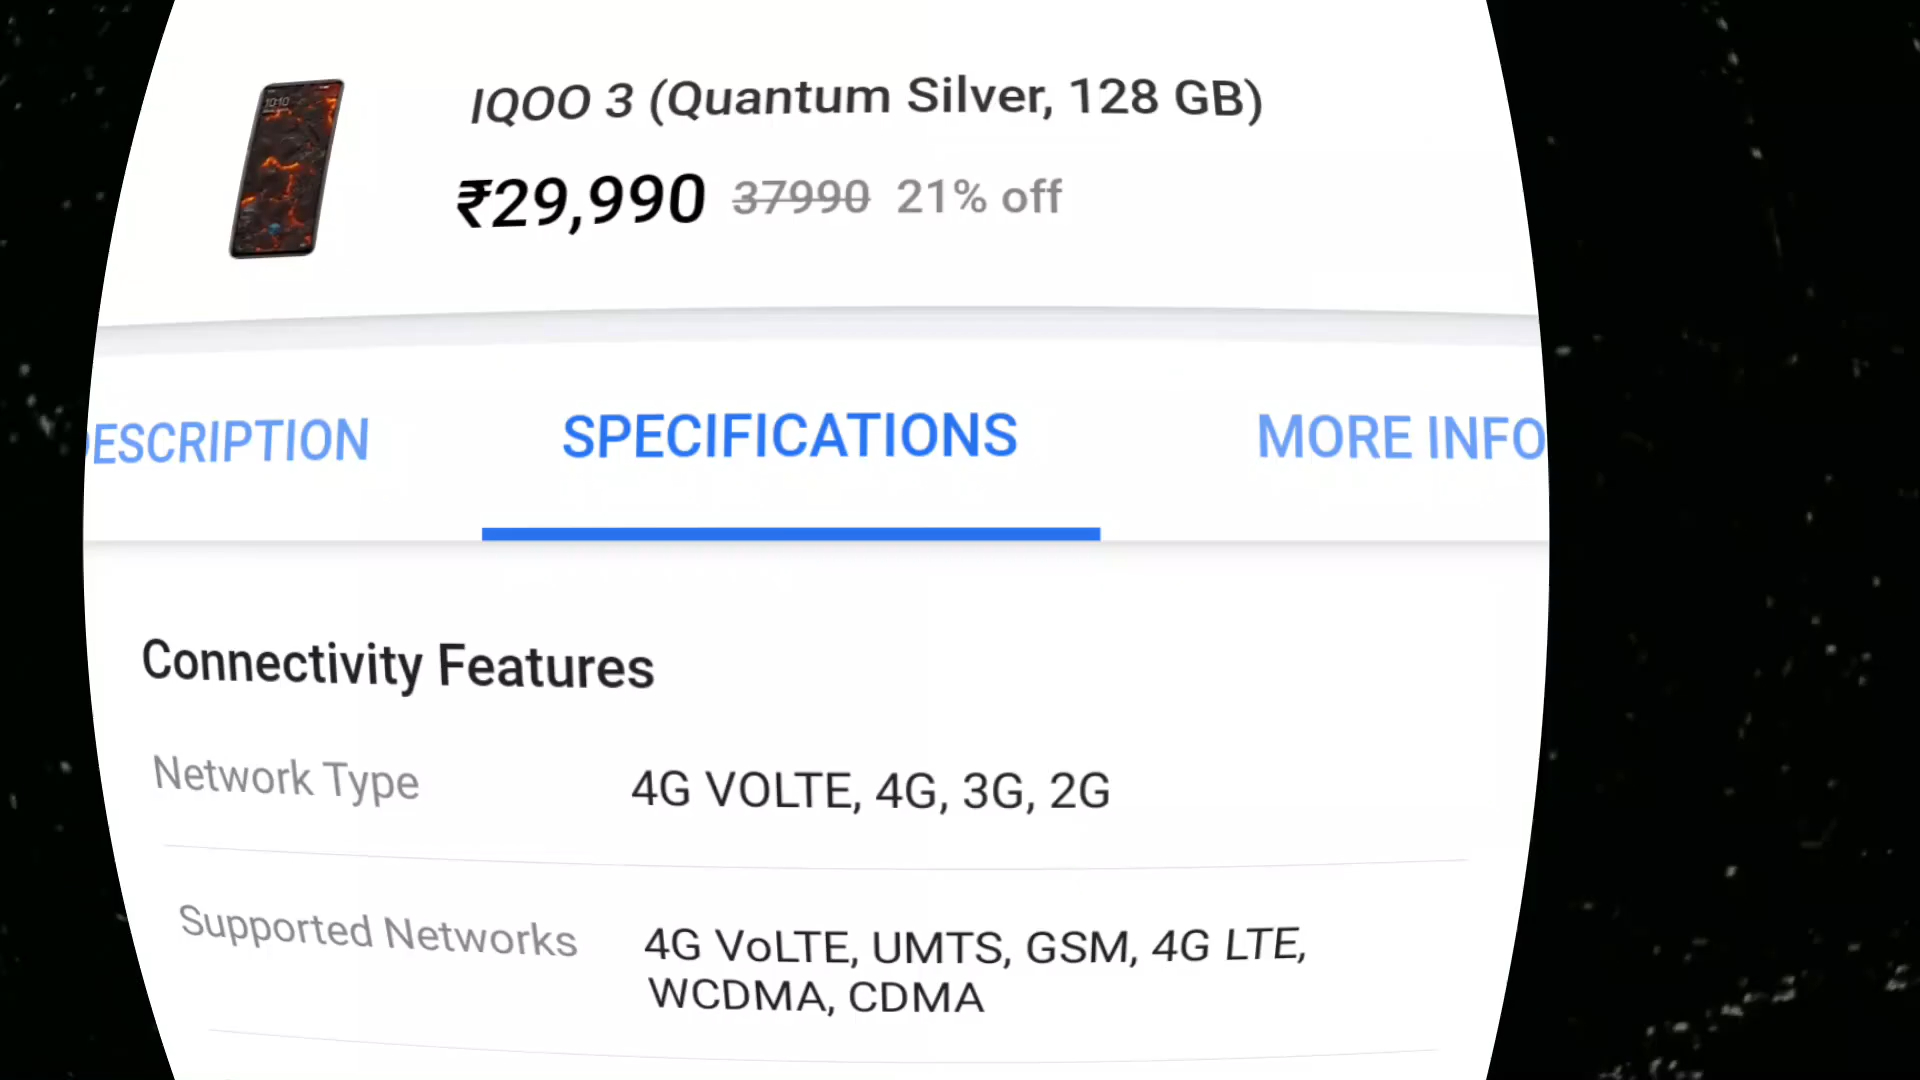 IQOO 3 (Quantum Silver, 128 GB)
₹29,990 37990 21% off
ESCRIPTION SPECIFICATIONS MORE INFO
Connectivity Features
Network Type 4G VOLTE, 4G, 3G, 2G
Supported Networks 4G VoLTE, UMTS, GSM, 4G LTE,
WCDMA, CDMA